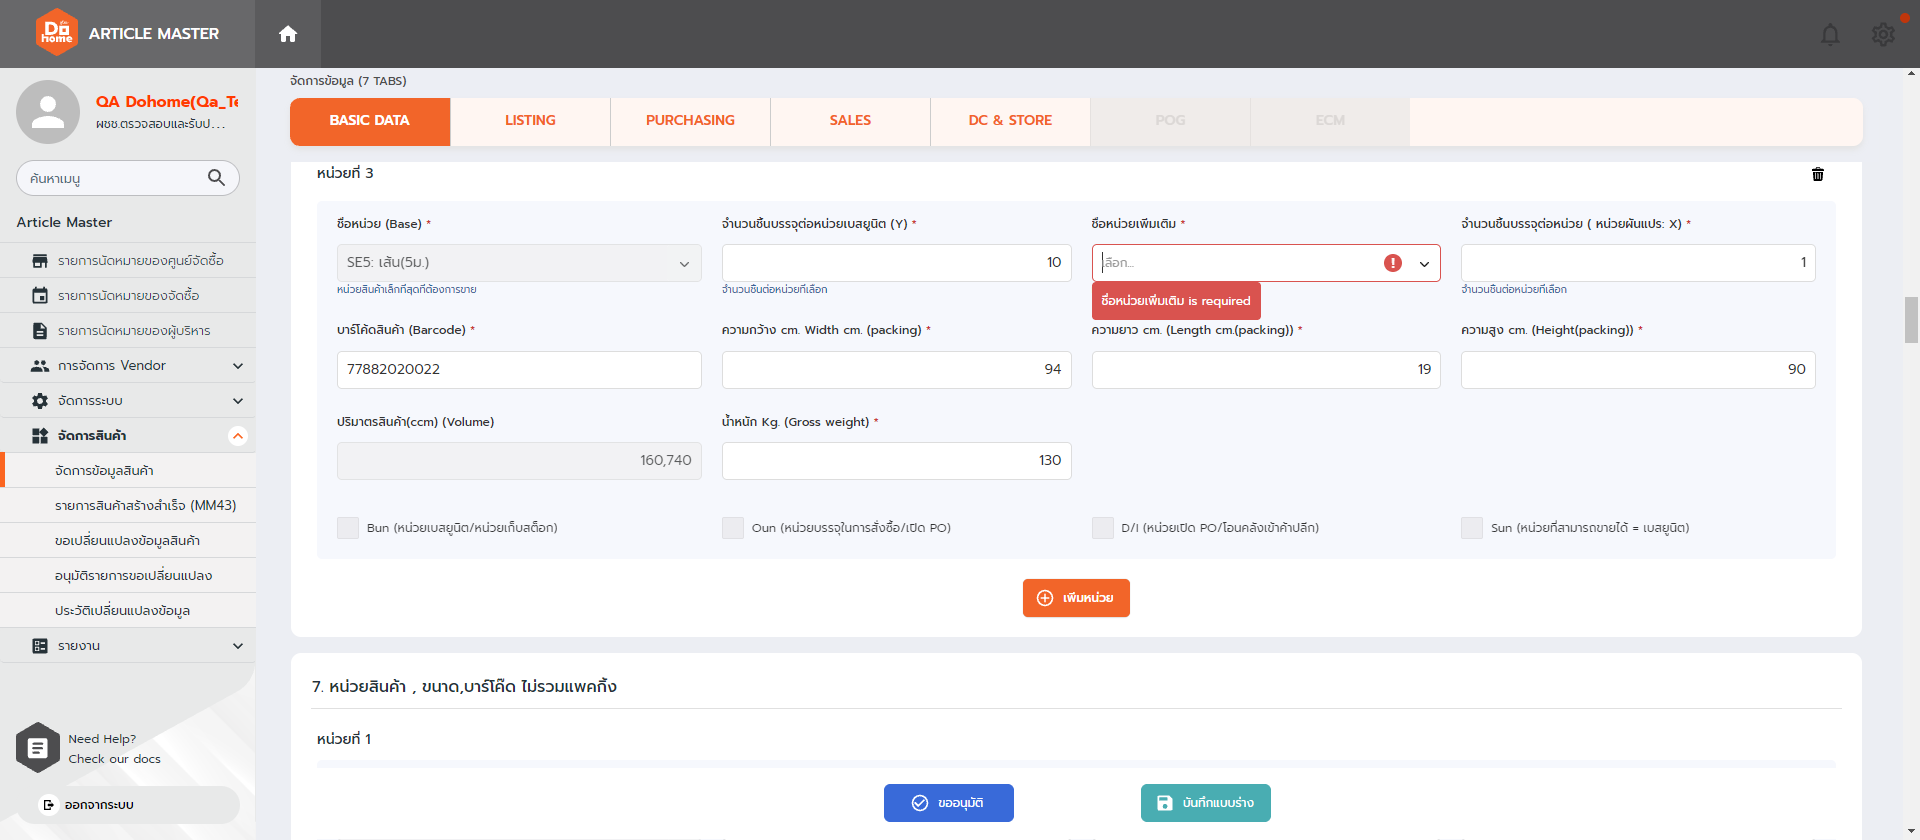 Dohome
ARTICLE MASTER
QA Dohome(Qa_Te
ผชช.ตรวจสอบและรับป...
ค้นหาเมนู
Article Master
รายการนัดหมายของศูนย์จัดซื้อ
รายการนัดหมายของจัดซื้อ
รายการนัดหมายของผู้บริหาร
การจัดการ Vendor
จัดการระบบ
จัดการสินค้า
จัดการข้อมูลสินค้า
รายการสินค้าสร้างสำเร็จ (MM43)
ขอเปลี่ยนแปลงข้อมูลสินค้า
อนุมัติรายการขอเปลี่ยนแปลง
ประวัติเปลี่ยนแปลงข้อมูล
รายงาน
Need Help?
Check our docs
ออกจากระบบ
จัดการข้อมูล (7 TABS)
BASIC DATA LISTING PURCHASING SALES DC & STORE POG ECM
หน่วยที่ 3
ชื่อหน่วย (Base) * จำนวนชิ้นบรรจุต่อหน่วยเบสยูนิต (Y) * ชื่อหน่วยเพิ่มเติม * จำนวนชิ้นบรรจุต่อหน่วย ( หน่วยผันแปร: X) *
SE5: เส้น(5ม.) 10 เลือก... 1
หน่วยสินค้าเล็กที่สุดที่ต้องการขาย จำนวนชิ้นต่อหน่วยที่เลือก ชื่อหน่วยเพิ่มเติม is required จำนวนชิ้นต่อหน่วยที่เลือก
บาร์โค้ดสินค้า (Barcode) * ความกว้าง cm. Width cm. (packing) * ความยาว cm. (Length cm.(packing)) * ความสูง cm. (Height(packing)) *
77882020022 94 19 90
ปริมาตรสินค้า(ccm) (Volume) น้ำหนัก Kg. (Gross weight) *
160,740 130
Bun (หน่วยเบสยูนิต/หน่วยเก็บสต็อก) Oun (หน่วยบรรจุในการสั่งซื้อ/เปิด PO) D/I (หน่วยเปิด PO/โอนคลังเข้าค้าปลีก) Sun (หน่วยที่สามารถขายได้ = เบสยูนิต)
เพิ่มหน่วย
7. หน่วยสินค้า , ขนาด,บาร์โค๊ด ไม่รวมแพคกิ้ง
หน่วยที่ 1
ขออนุมัติ บันทึกแบบร่าง